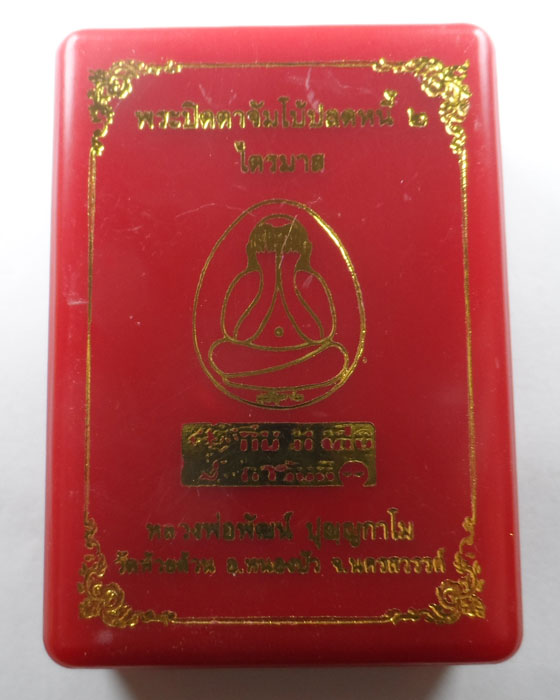 พระปิดตาจัมโบ้ปลดหนี้ ๒
ไตรมาส
หลวงพ่อพัฒน์ ปุญญกาโม
วัดห้วยด้วน อ.หนองบัว จ.นครสวรรค์